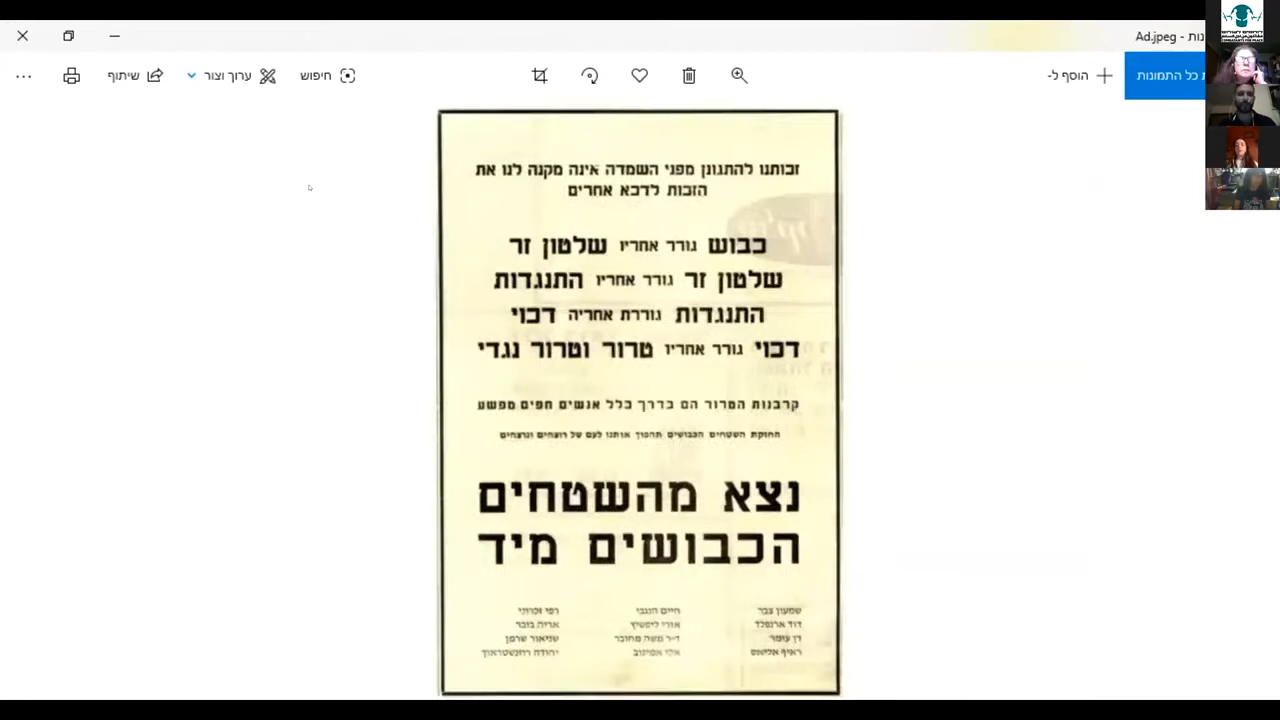 Ad.jpeg - נות
כל התמונות
הוסף ל-
חיפוש
ערוך וצור
שיתוף
זכותנו להתגונן מפני השמדה אינה מקנה לנו את
הזכות לדכא אחרים
כבוש גורר אחריו שלטון זר
שלטון זר גורר אחריו התנגדות
התנגדות גוררת אחריה דכוי
דכוי גורר אחריו טרור וטרור נגדי
קרבנות הטרור הם בדרך כלל אנשים חפים מפשע
החזקת השטחים הכבושים תהפוך אותנו לעם של רוצחים ונרצחים
נצא מהשטחים
הכבושים מיד
שמעון צבר
דוד ארנפלד
דן עומר
ראיף אליאס
חיים הנגבי
אורי ליפשיץ
ד״ר משה מחובר
אלי אמינוב
רפי זכרוני
אריה בובר
שניאור שרמן
יהודה רוזנשטראוך